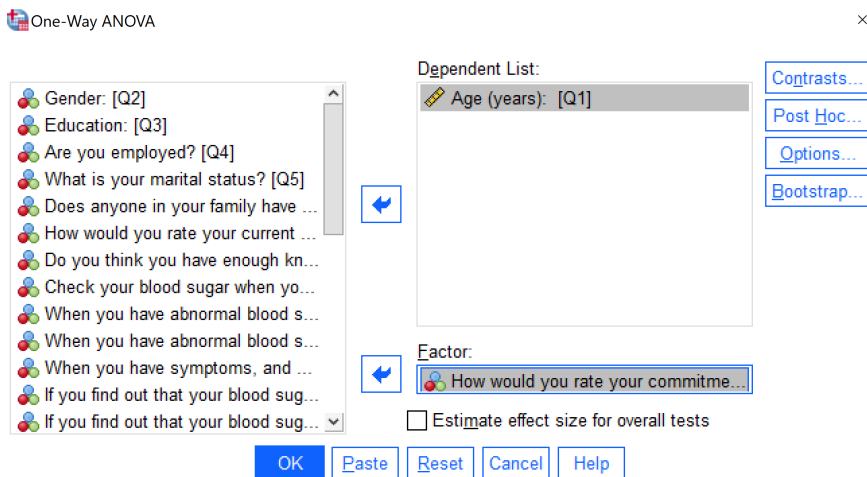 One-Way ANOVA
Gender: [Q2]
Education: [Q3]
Are you employed? [Q4]
What is your marital status? [Q5]
Does anyone in your family have ...
How would you rate your current ...
Do you think you have enough kn...
Check your blood sugar when yo...
When you have abnormal blood s...
When you have abnormal blood s...
When you have symptoms, and ...
If you find out that your blood sug...
If you find out that your blood sug...
Dependent List:
Age (years): [Q1]
Factor:
How would you rate your commitme...
Estimate effect size for overall tests
Contrasts...
Post Hoc...
Options...
Bootstrap...
OK Paste Reset Cancel Help